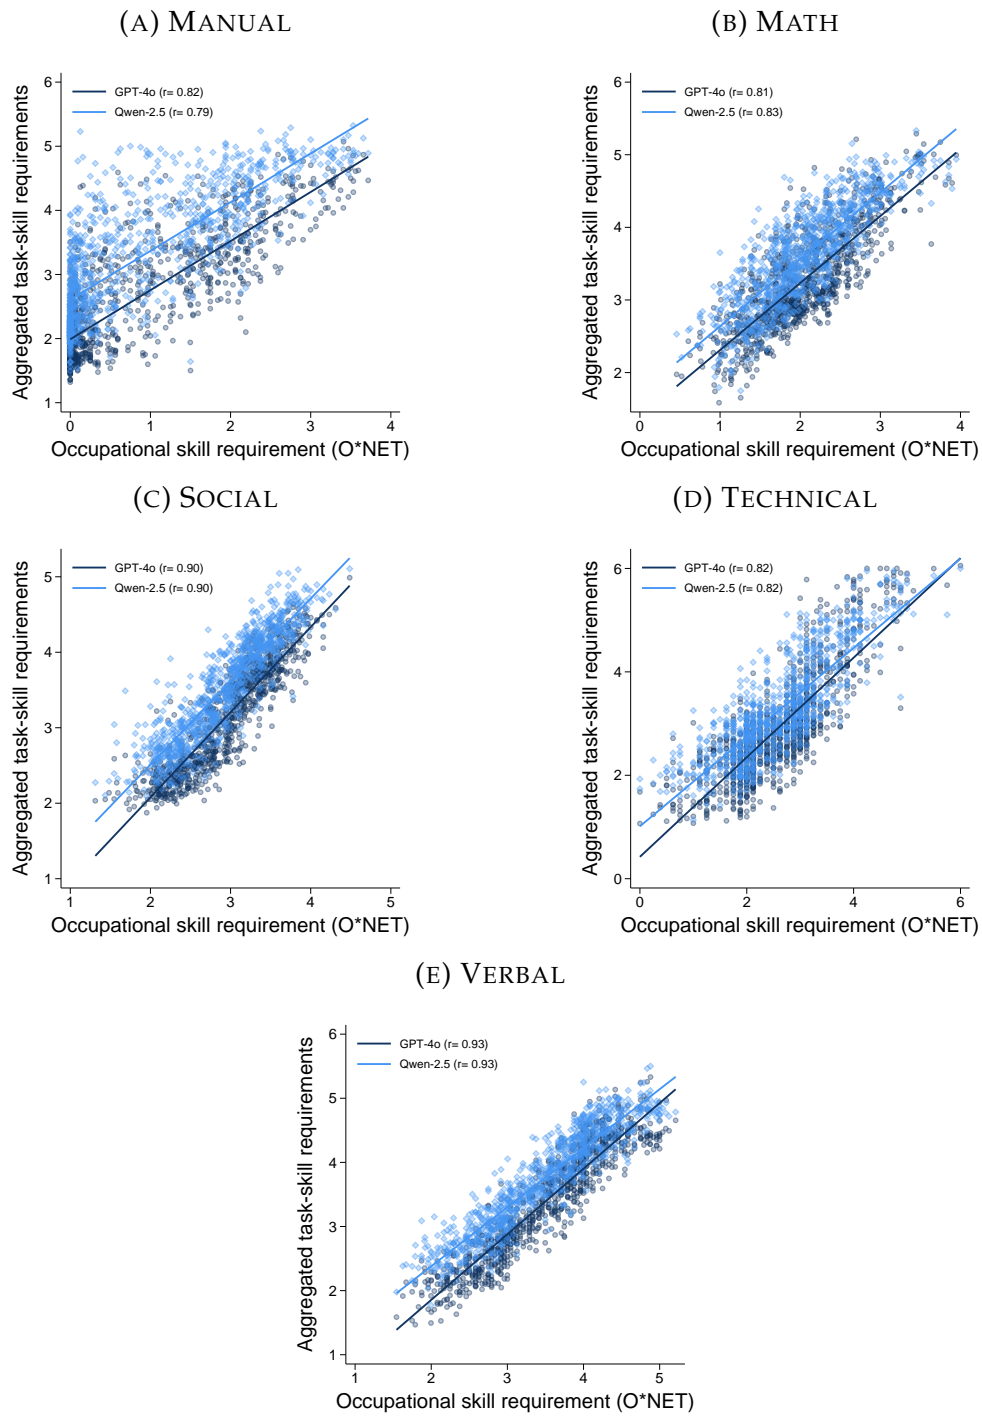 (A) MANUAL
Aggregated task-skill requirements
6
5
4
3
2
1
GPT-4o (r= 0.82)
Qwen-2.5 (r= 0.79)
0 1 2 3 4
Occupational skill requirement (O*NET)
(B) MATH
Aggregated task-skill requirements
6
5
4
3
2
GPT-4o (r= 0.81)
Qwen-2.5 (r= 0.83)
0 1 2 3 4
Occupational skill requirement (O*NET)
(C) SOCIAL
Aggregated task-skill requirements
5
4
3
2
1
GPT-4o (r= 0.90)
Qwen-2.5 (r= 0.90)
1 2 3 4 5
Occupational skill requirement (O*NET)
(D) TECHNICAL
Aggregated task-skill requirements
6
4
2
0
GPT-4o (r= 0.82)
Qwen-2.5 (r= 0.82)
0 2 4 6
Occupational skill requirement (O*NET)
(E) VERBAL
Aggregated task-skill requirements
6
5
4
3
2
1
GPT-4o (r= 0.93)
Qwen-2.5 (r= 0.93)
1 2 3 4 5
Occupational skill requirement (O*NET)